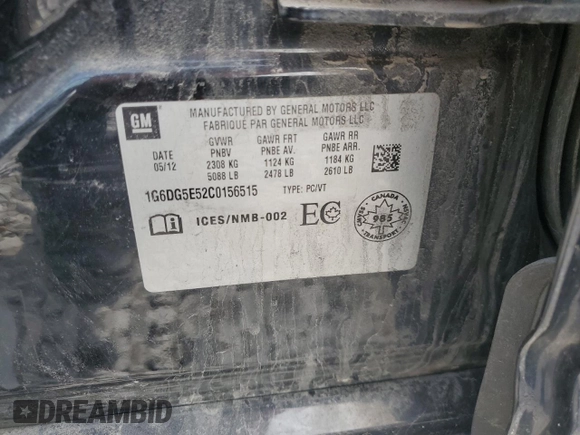 GM
MANUFACTURED BY GENERAL MOTORS LLC
FABRIQUÉ PAR GENERAL MOTORS LLC
GVWR GAWR FRT GAWR RR
DATE PNBV PNBE AV. PNBE ARR.
05/12 2308 KG 1124 KG 1184 KG
5088 LB 2478 LB 2610 LB
1G6DG5E52C0156515 TYPE: PC/VT
ICES/NMB-002 EC
CANADA
985
TRANSPORT
DREAMBID